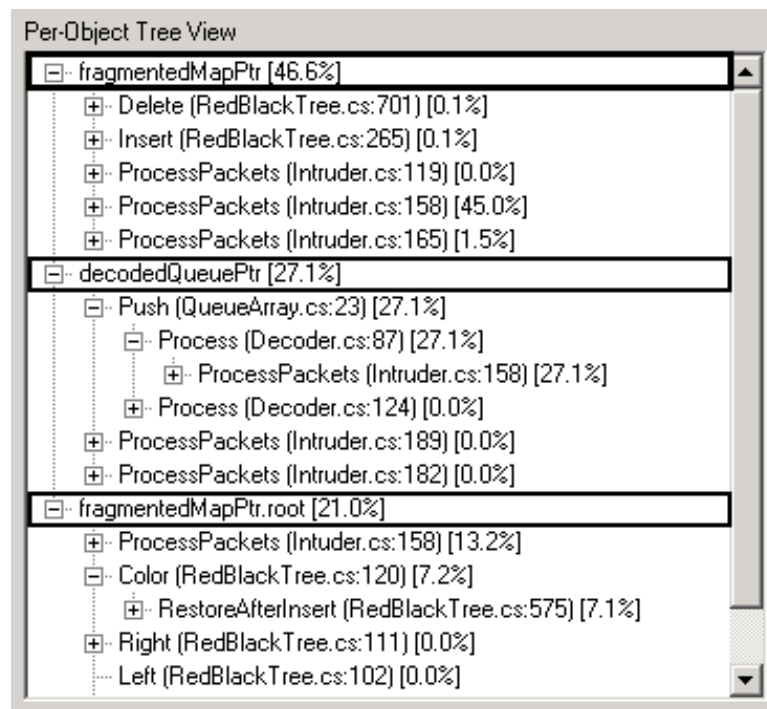 Per-Object Tree View
fragmentedMapPtr [46.6%]
Delete (RedBlackTree.cs:701) [0.1%]
Insert (RedBlackTree.cs:265) [0.1%]
ProcessPackets (Intruder.cs:119) [0.0%]
ProcessPackets (Intruder.cs:158) [45.0%]
ProcessPackets (Intruder.cs:165) [1.5%]
decodedQueuePtr [27.1%]
Push (QueueArray.cs:23) [27.1%]
Process (Decoder.cs:87) [27.1%]
ProcessPackets (Intruder.cs:158) [27.1%]
Process (Decoder.cs:124) [0.0%]
ProcessPackets (Intruder.cs:189) [0.0%]
ProcessPackets (Intruder.cs:182) [0.0%]
fragmentedMapPtr.root [21.0%]
ProcessPackets (Intuder.cs:158) [13.2%]
Color (RedBlackTree.cs:120) [7.2%]
RestoreAfterInsert (RedBlackTree.cs:575) [7.1%]
Right (RedBlackTree.cs:111) [0.0%]
Left (RedBlackTree.cs:102) [0.0%]